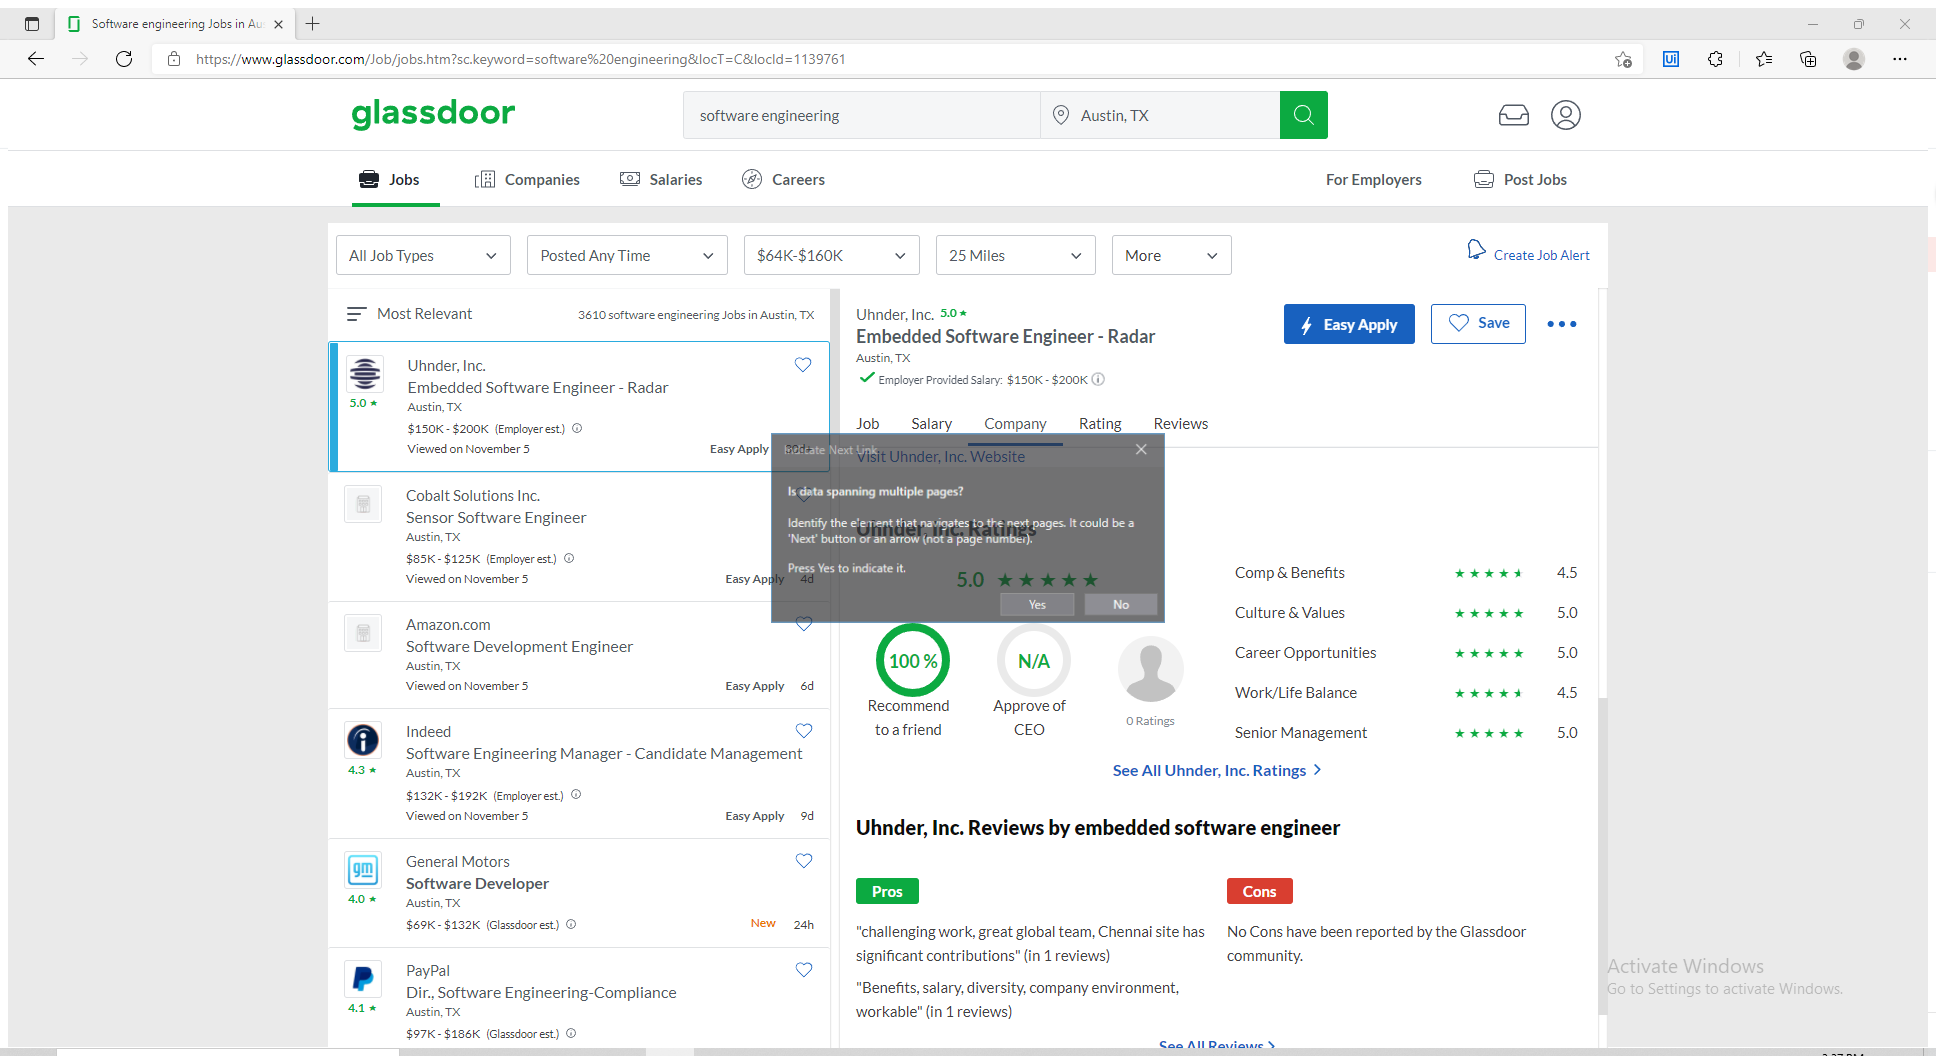 Software engineering Jobs in Au
https://www.glassdoor.com/Job/jobs.htm?sc.keyword=software%20engineering&locT=C&locId=1139761
Ui
glassdoor
software engineering
Austin, TX
Jobs
Companies
Salaries
Careers
For Employers
Post Jobs
All Job Types
Posted Any Time
$64K-$160K
25 Miles
More
Create Job Alert
Most Relevant
3610 software engineering Jobs in Austin, TX
Uhnder, Inc.
Embedded Software Engineer - Radar
Austin, TX
5.0 ★
$150K - $200K (Employer est.)
Viewed on November 5
Easy Apply
Cobalt Solutions Inc.
Sensor Software Engineer
Austin, TX
$85K - $125K (Employer est.)
Viewed on November 5
Easy Apply 4d
Amazon.com
Software Development Engineer
Austin, TX
Viewed on November 5
Easy Apply 6d
Indeed
Software Engineering Manager - Candidate Management
4.3 ★
Austin, TX
$132K - $192K (Employer est.)
Viewed on November 5
Easy Apply 9d
gm
General Motors
Software Developer
4.0 ★
Austin, TX
$69K - $132K (Glassdoor est.)
New 24h
PayPal
Dir., Software Engineering-Compliance
4.1 ★
Austin, TX
$97K - $186K (Glassdoor est.)
Uhnder, Inc. 5.0 ★
Embedded Software Engineer - Radar
Austin, TX
Employer Provided Salary: $150K - $200K
Easy Apply
Save
Job
Salary
Company
Rating
Reviews
Visit Uhnder, Inc. Website
Next Link
Is data spanning multiple pages?
Uhnder, Inc. Ratings
Identify the element that navigates to the next pages. It could be a
'Next' button or an arrow (not a page number).
Press Yes to indicate it.
5.0 ★★★★★
Yes
No
100 %
Recommend
to a friend
N/A
Approve of
CEO
0 Ratings
Comp & Benefits 4.5
Culture & Values 5.0
Career Opportunities 5.0
Work/Life Balance 4.5
Senior Management 5.0
See All Uhnder, Inc. Ratings
Uhnder, Inc. Reviews by embedded software engineer
Pros
"challenging work, great global team, Chennai site has
significant contributions" (in 1 reviews)
"Benefits, salary, diversity, company environment,
workable" (in 1 reviews)
Cons
No Cons have been reported by the Glassdoor
community.
See All Reviews
Activate Windows
Go to Settings to activate Windows.